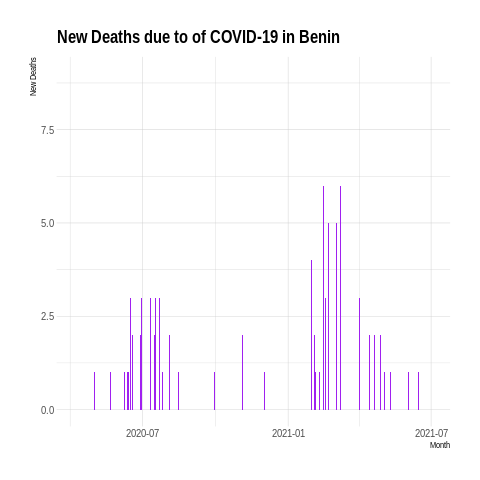 New Deaths due to of COVID-19 in Benin
New Deaths
7.5
5.0
2.5
0.0
2020-07
2021-01
2021-07
Month